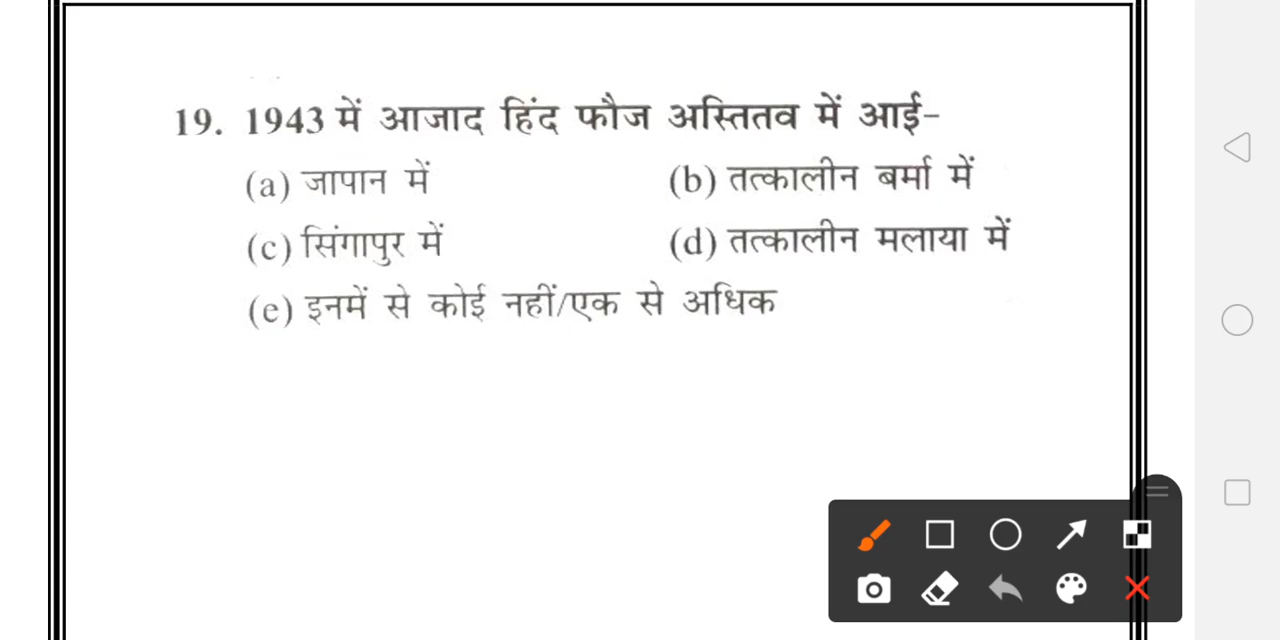 19. 1943 में आजाद हिंद फौज अस्तितव में आई-
(a) जापान में (b) तत्कालीन बर्मा में
(c) सिंगापुर में (d) तत्कालीन मलाया में
(e) इनमें से कोई नहीं/एक से अधिक